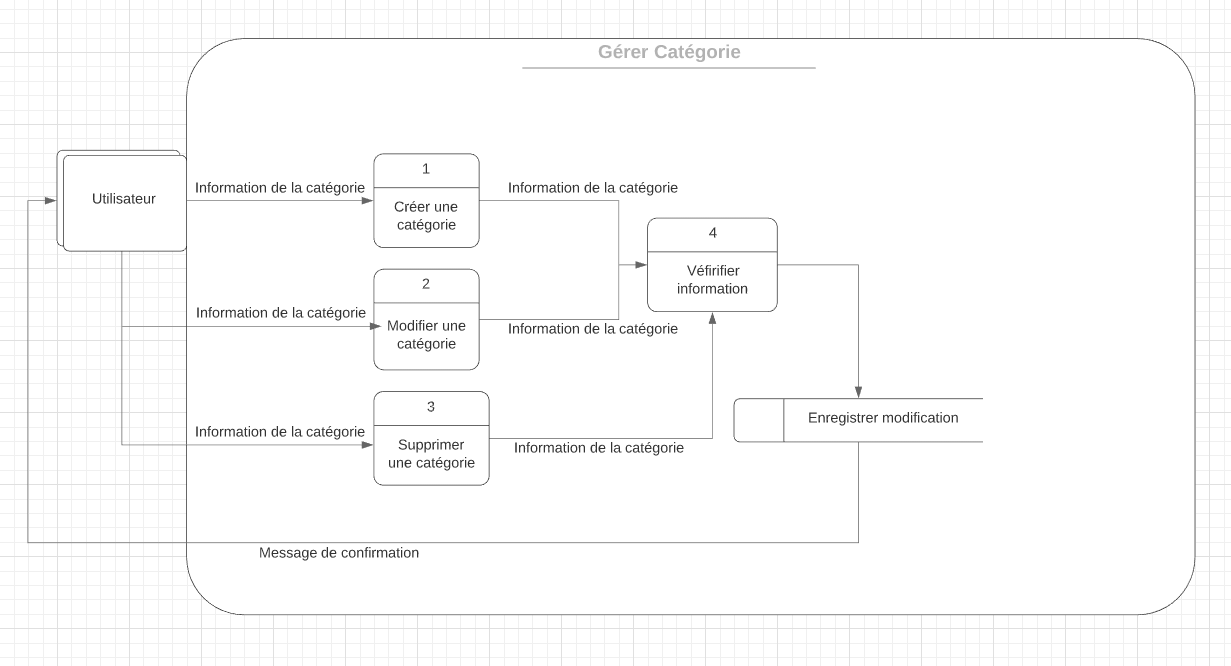 Gérer Catégorie
Utilisateur
Information de la catégorie
1
Créer une
catégorie
Information de la catégorie
4
Véfirifier
information
Information de la catégorie
2
Modifier une
catégorie
Information de la catégorie
Information de la catégorie
3
Supprimer
une catégorie
Information de la catégorie
Enregistrer modification
Message de confirmation